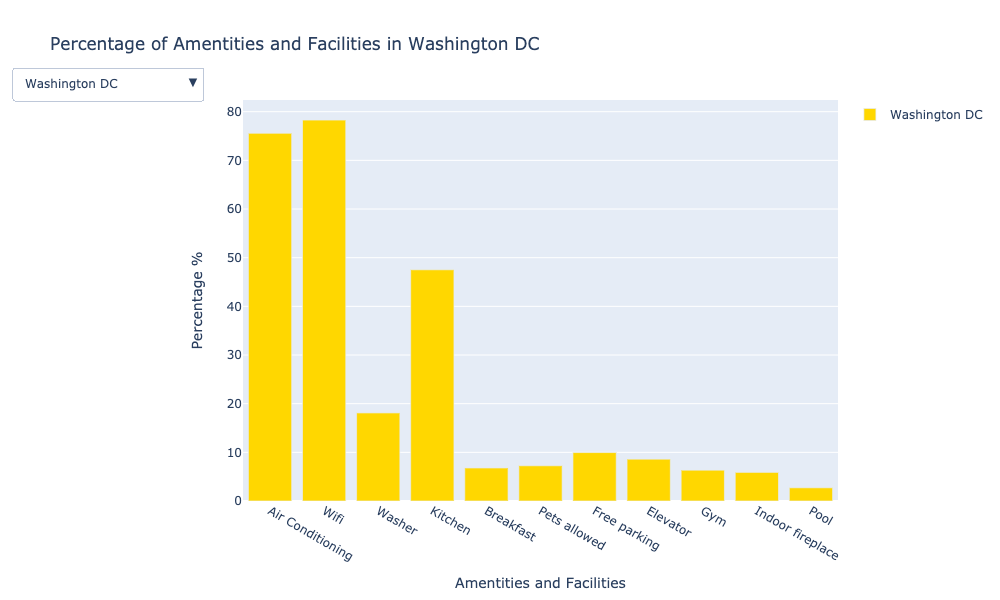 Percentage of Amentities and Facilities in Washington DC
Washington DC ▼
Washington DC
Percentage %
80
70
60
50
40
30
20
10
0
Air Conditioning
Wifi
Washer
Kitchen
Breakfast
Pets allowed
Free parking
Elevator
Gym
Indoor fireplace
Pool
Amentities and Facilities